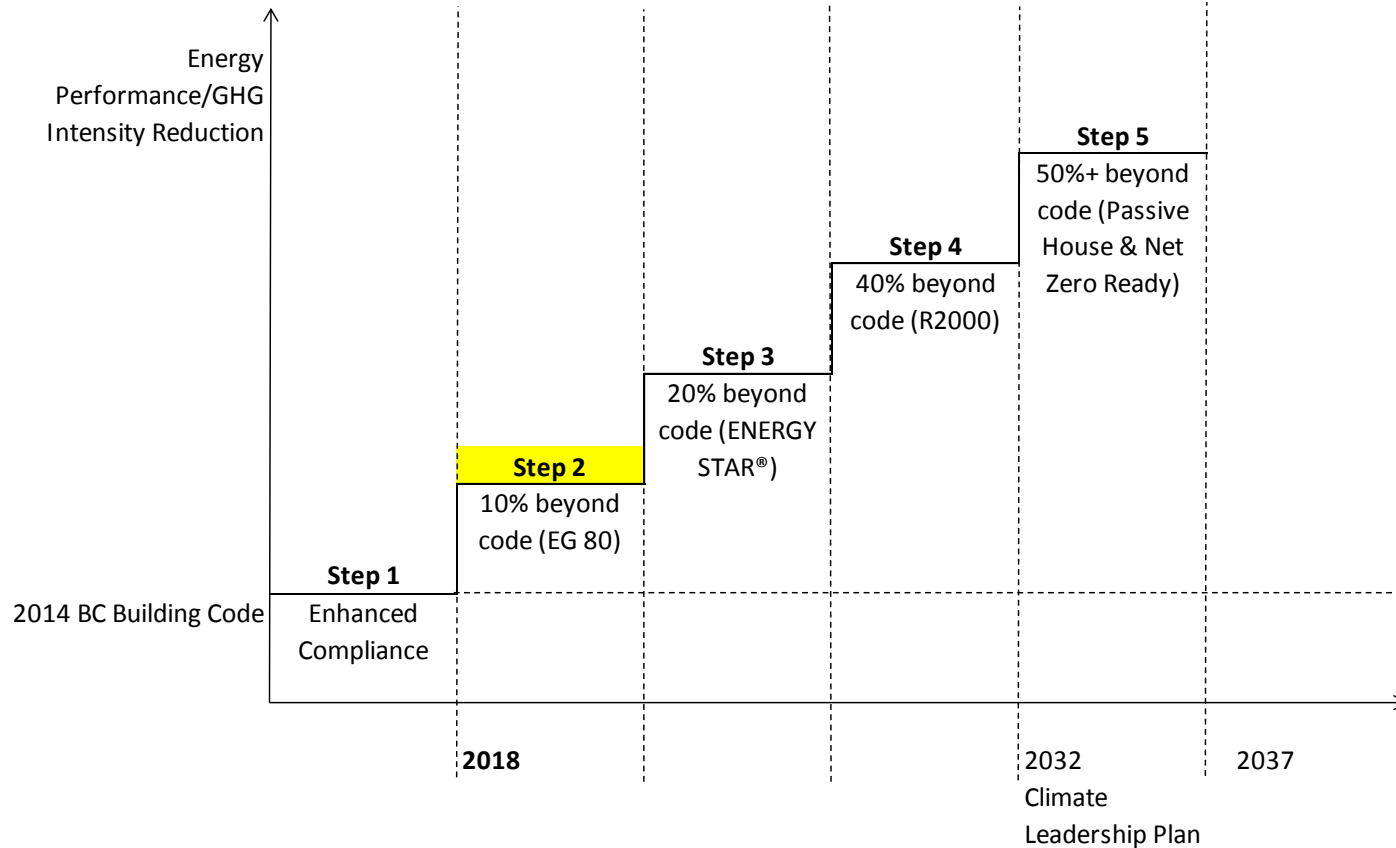 Energy
Performance/GHG
Intensity Reduction
Step 5
50%+ beyond
code (Passive
House & Net
Zero Ready)
Step 4
40% beyond
code (R2000)
Step 3
20% beyond
code (ENERGY
STAR®)
Step 2
10% beyond
code (EG 80)
Step 1
2014 BC Building Code
Enhanced
Compliance
2018
2032
Climate
Leadership Plan
2037